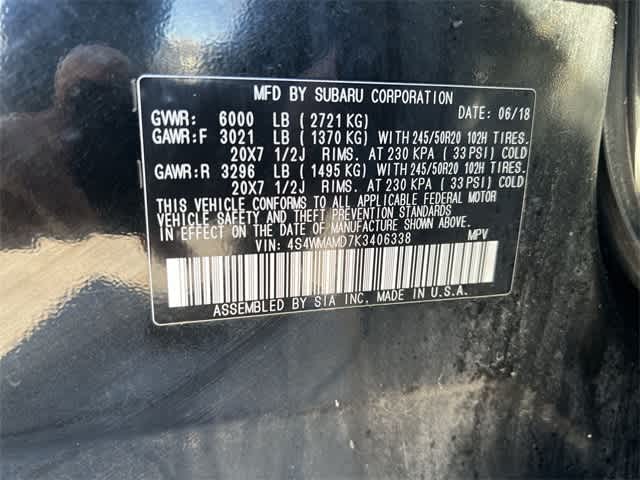 MFD BY SUBARU CORPORATION
GVWR: 6000 LB ( 2721 KG) DATE: 06/18
GAWR:F 3021 LB ( 1370 KG) WITH 245/50R20 102H TIRES.
20X7 1/2J RIMS. AT 230 KPA ( 33 PSI) COLD
GAWR:R 3296 LB ( 1495 KG) WITH 245/50R20 102H TIRES.
20X7 1/2J RIMS. AT 230 KPA ( 33 PSI) COLD
THIS VEHICLE CONFORMS TO ALL APPLICABLE FEDERAL MOTOR
VEHICLE SAFETY AND THEFT PREVENTION STANDARDS
IN EFFECT ON THE DATE OF MANUFACTURE SHOWN ABOVE.
VIN: 4S4WMAMD7K3406338 MPV
ASSEMBLED BY SIA INC. MADE IN U.S.A.